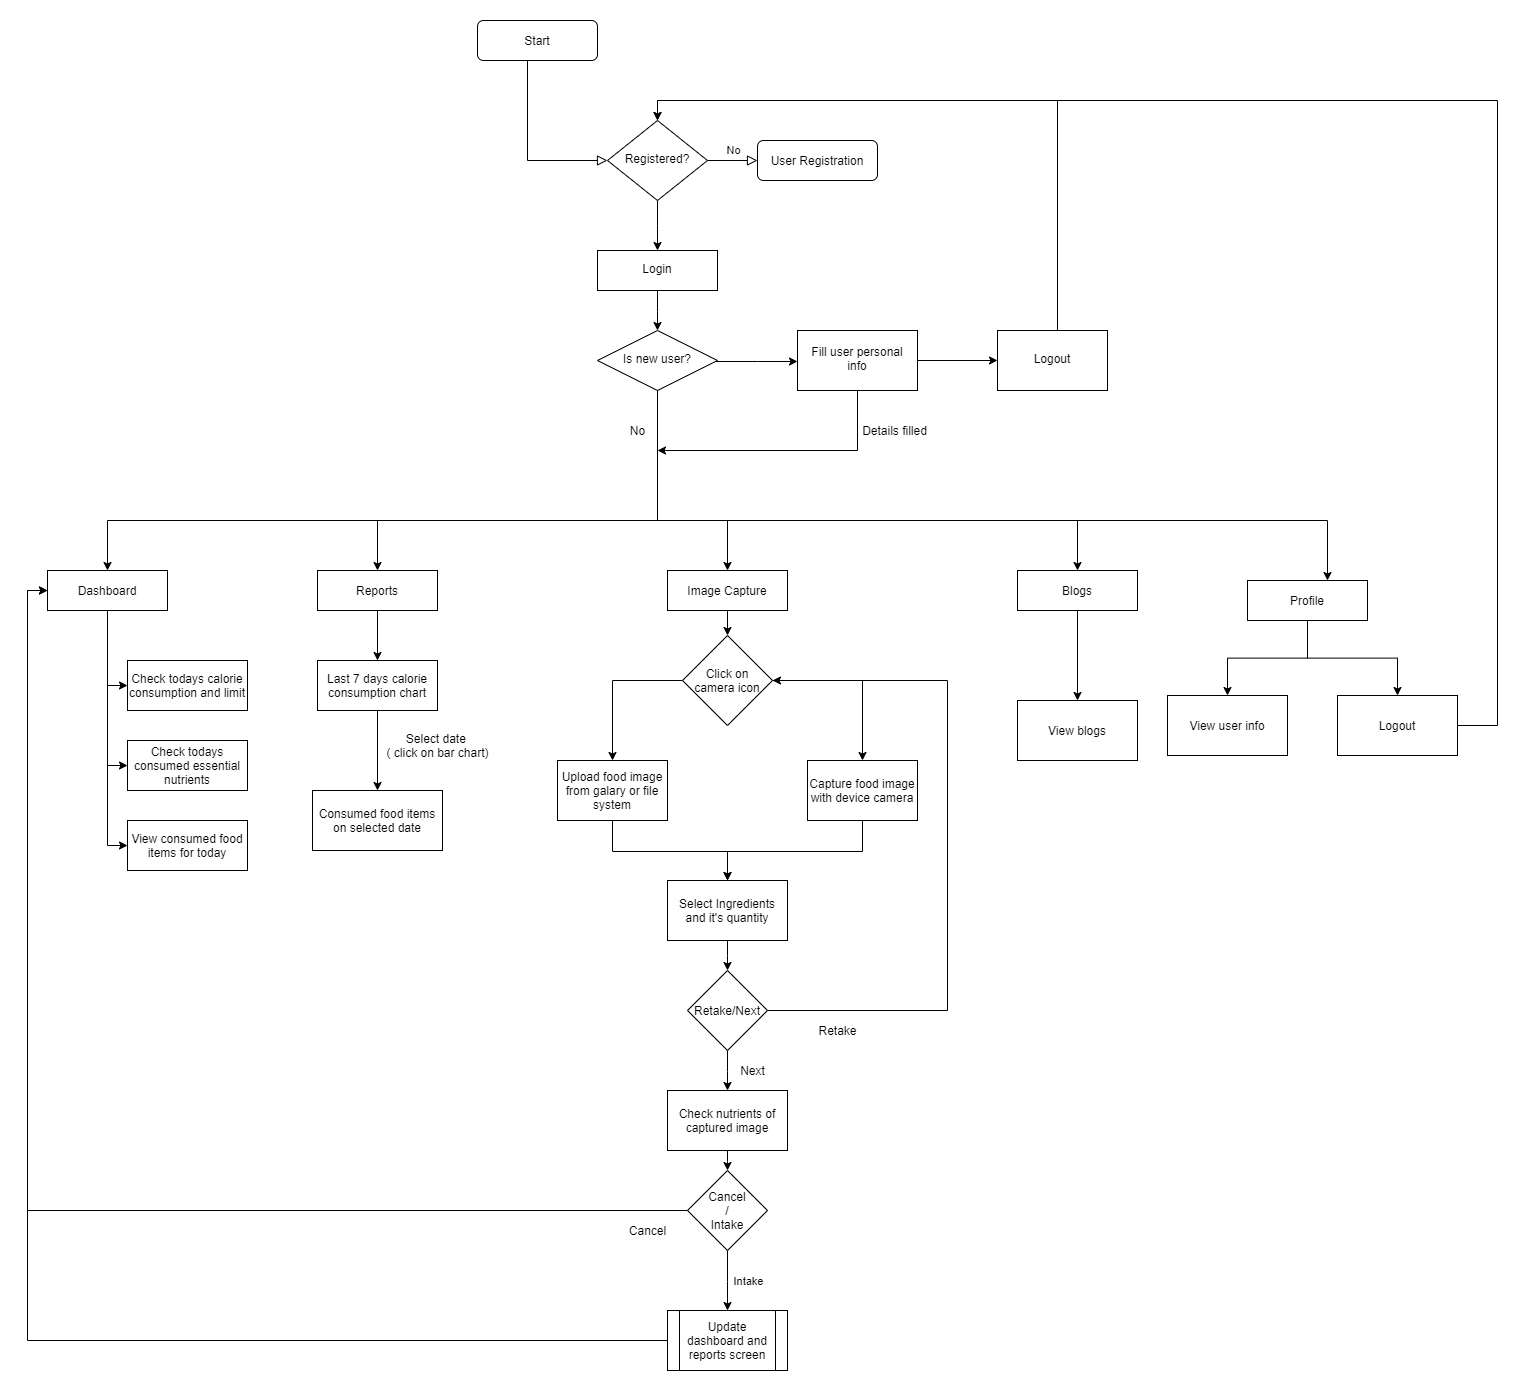 Start
Registered?
No
User Registration
Login
Is new user?
Fill user personal
info
Logout
No
Details filled
Dashboard
Reports
Image Capture
Blogs
Profile
Check todays calorie
consumption and limit
Check todays
consumed essential
nutrients
View consumed food
items for today
Last 7 days calorie
consumption chart
Select date
( click on bar chart)
Consumed food items
on selected date
Click on
camera icon
Upload food image
from galary or file
system
Capture food image
with device camera
Select Ingredients
and it's quantity
Retake/Next
Retake
Next
Check nutrients of
captured image
Cancel
/
Intake
Cancel
Intake
Update
dashboard and
reports screen
View blogs
View user info
Logout